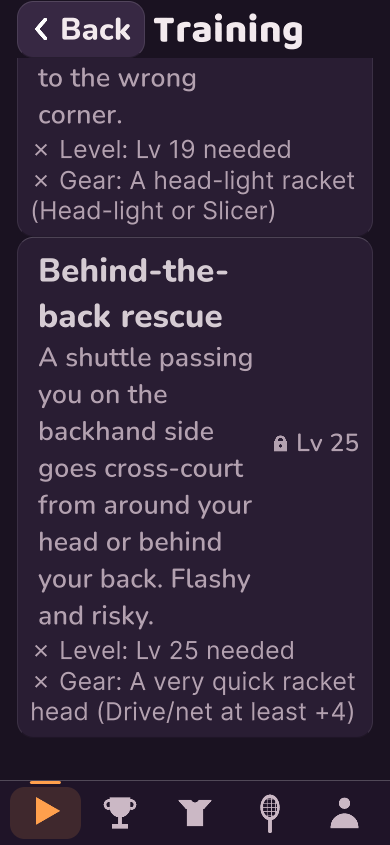 Back Training
to the wrong
corner.
× Level: Lv 19 needed
× Gear: A head-light racket
(Head-light or Slicer)
Behind-the-
back rescue
A shuttle passing
you on the
backhand side
goes cross-court
from around your
head or behind
your back. Flashy
and risky.
Lv 25
× Level: Lv 25 needed
× Gear: A very quick racket
head (Drive/net at least +4)